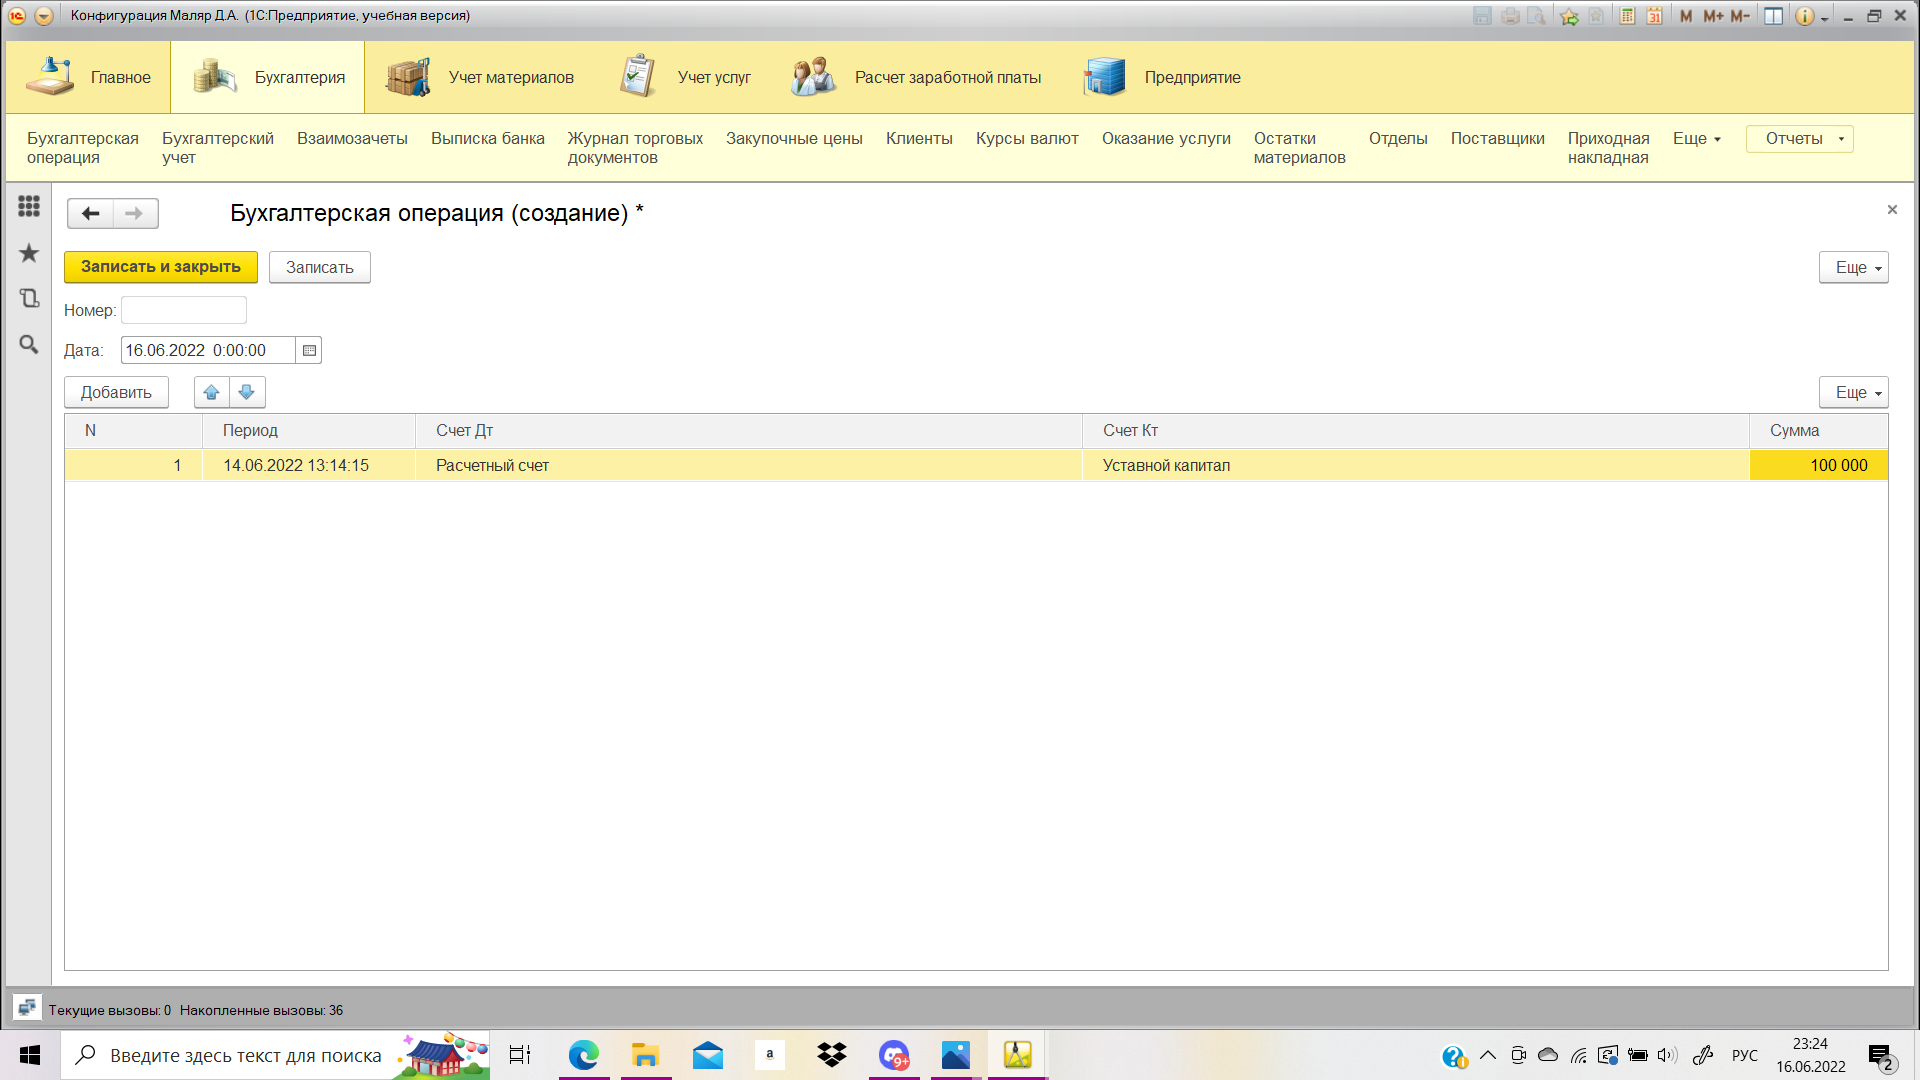 Конфигурация Маляр Д.А. (1С:Предприятие, учебная версия)
31
M M+ M-
Главное
Бухгалтерия
Учет материалов
Учет услуг
Расчет заработной платы
Предприятие
Бухгалтерская операция
Бухгалтерский учет
Взаимозачеты
Выписка банка
Журнал торговых документов
Закупочные цены
Клиенты
Курсы валют
Оказание услуги
Остатки материалов
Отделы
Поставщики
Приходная накладная
Еще
Отчеты
Бухгалтерская операция (создание) *
Записать и закрыть
Записать
Еще
Номер:
Дата: 16.06.2022 0:00:00
Добавить
Еще
N Период Счет Дт Счет Кт Сумма
1 14.06.2022 13:14:15 Расчетный счет Уставной капитал 100 000
Текущие вызовы: 0 Накопленные вызовы: 36
Введите здесь текст для поиска
a
9+
РУС
23:24
16.06.2022
2